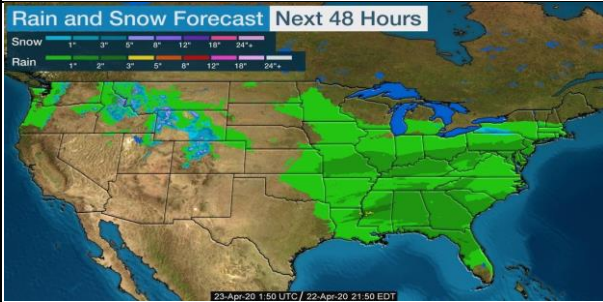 Rain and Snow Forecast Next 48 Hours
Snow 1" 3" 5" 8" 12" 18" 24"+
Rain 1" 2" 3" 5" 8" 12" 18" 24"+
23-Apr-20 1:50 UTC / 22-Apr-20 21:50 EDT